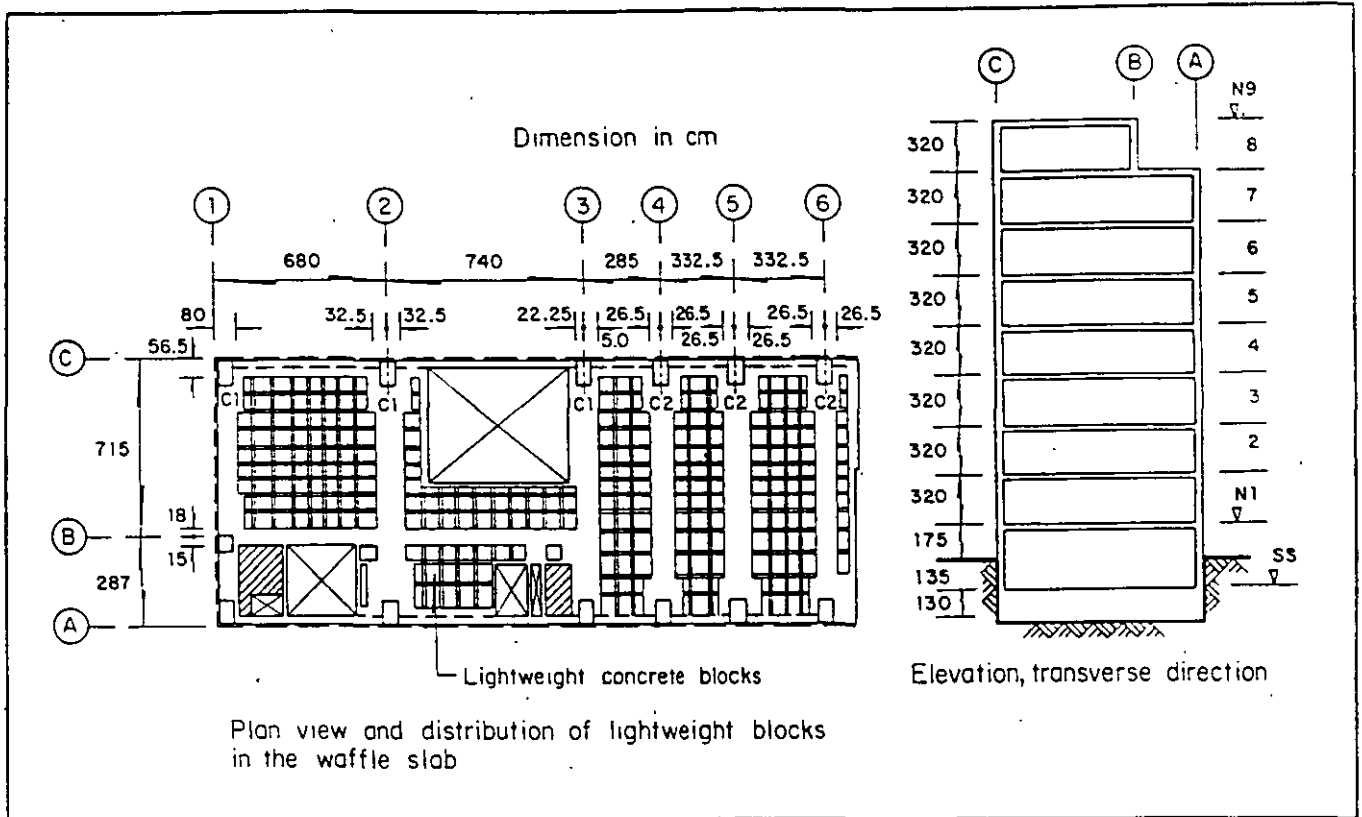 Dimension in cm
1 2 3 4 5 6
680 740 285 332.5 332.5
80 32.5 32.5 22.25 26.5 26.5 26.5 26.5
5.0 26.5 26.5
56.5
C
C1 C1 C1 C2 C2 C2
715
18
B
15
287
A
Lightweight concrete blocks
Plan view and distribution of lightweight blocks
in the waffle slab
C B A
N9
320 8
320 7
320 6
320 5
320 4
320 3
320 2
320 N1
175
SS
135
130
Elevation, transverse direction